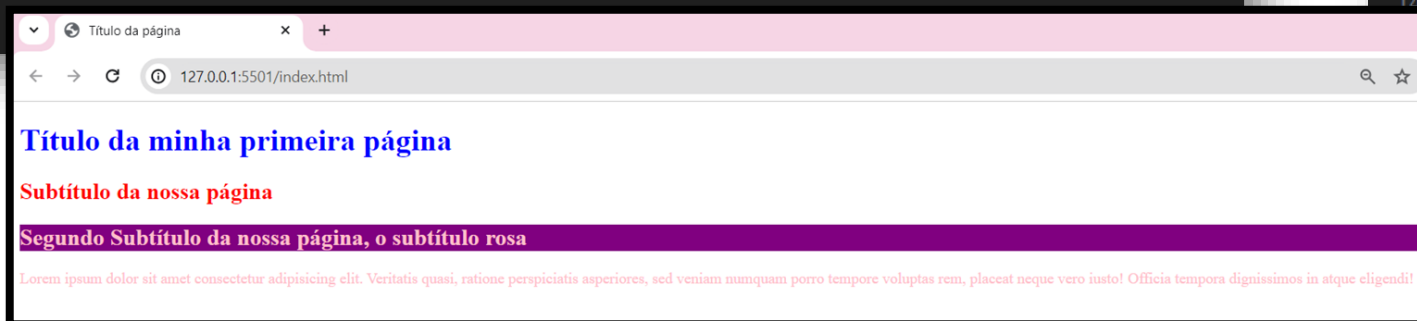 Título da página
127.0.0.1:5501/index.html
Título da minha primeira página
Subtítulo da nossa página
Segundo Subtítulo da nossa página, o subtítulo rosa
Lorem ipsum dolor sit amet consectetur adipisicing elit. Veritatis quasi, ratione perspiciatis asperiores, sed veniam numquam porro tempore voluptas rem, placeat neque vero iusto! Officia tempora dignissimos in atque eligendi!